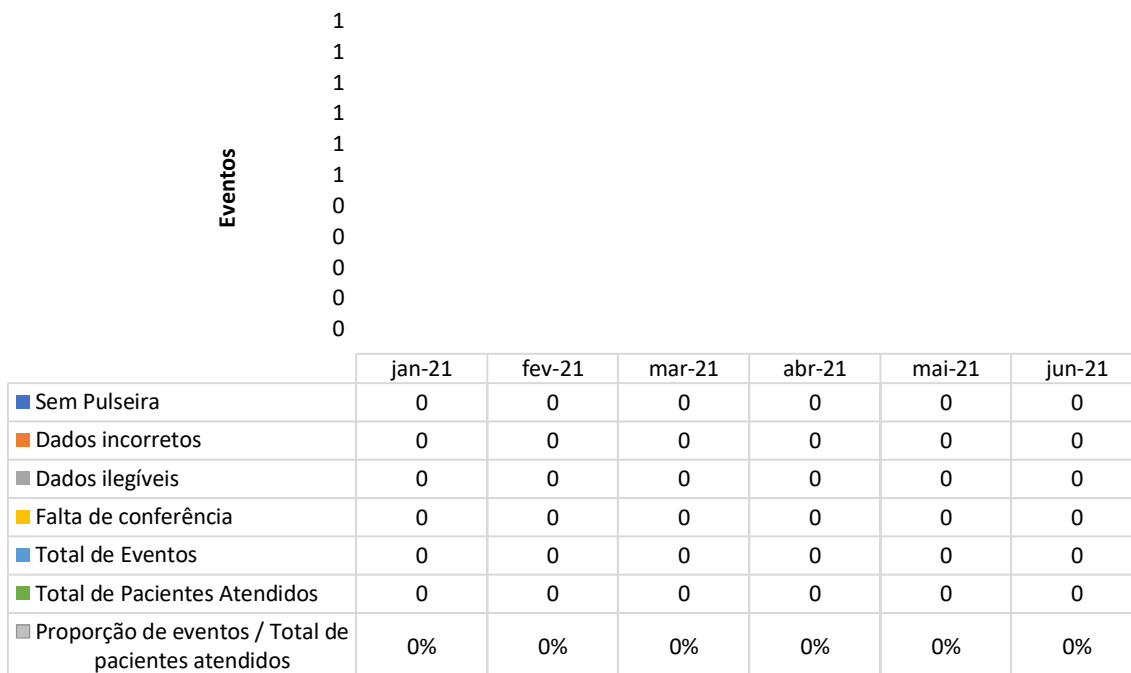 Eventos
1
1
1
1
1
1
0
0
0
0
0
jan-21 fev-21 mar-21 abr-21 mai-21 jun-21
Sem Pulseira 0 0 0 0 0 0
Dados incorretos 0 0 0 0 0 0
Dados ilegíveis 0 0 0 0 0 0
Falta de conferência 0 0 0 0 0 0
Total de Eventos 0 0 0 0 0 0
Total de Pacientes Atendidos 0 0 0 0 0 0
Proporção de eventos / Total de
pacientes atendidos 0% 0% 0% 0% 0% 0%